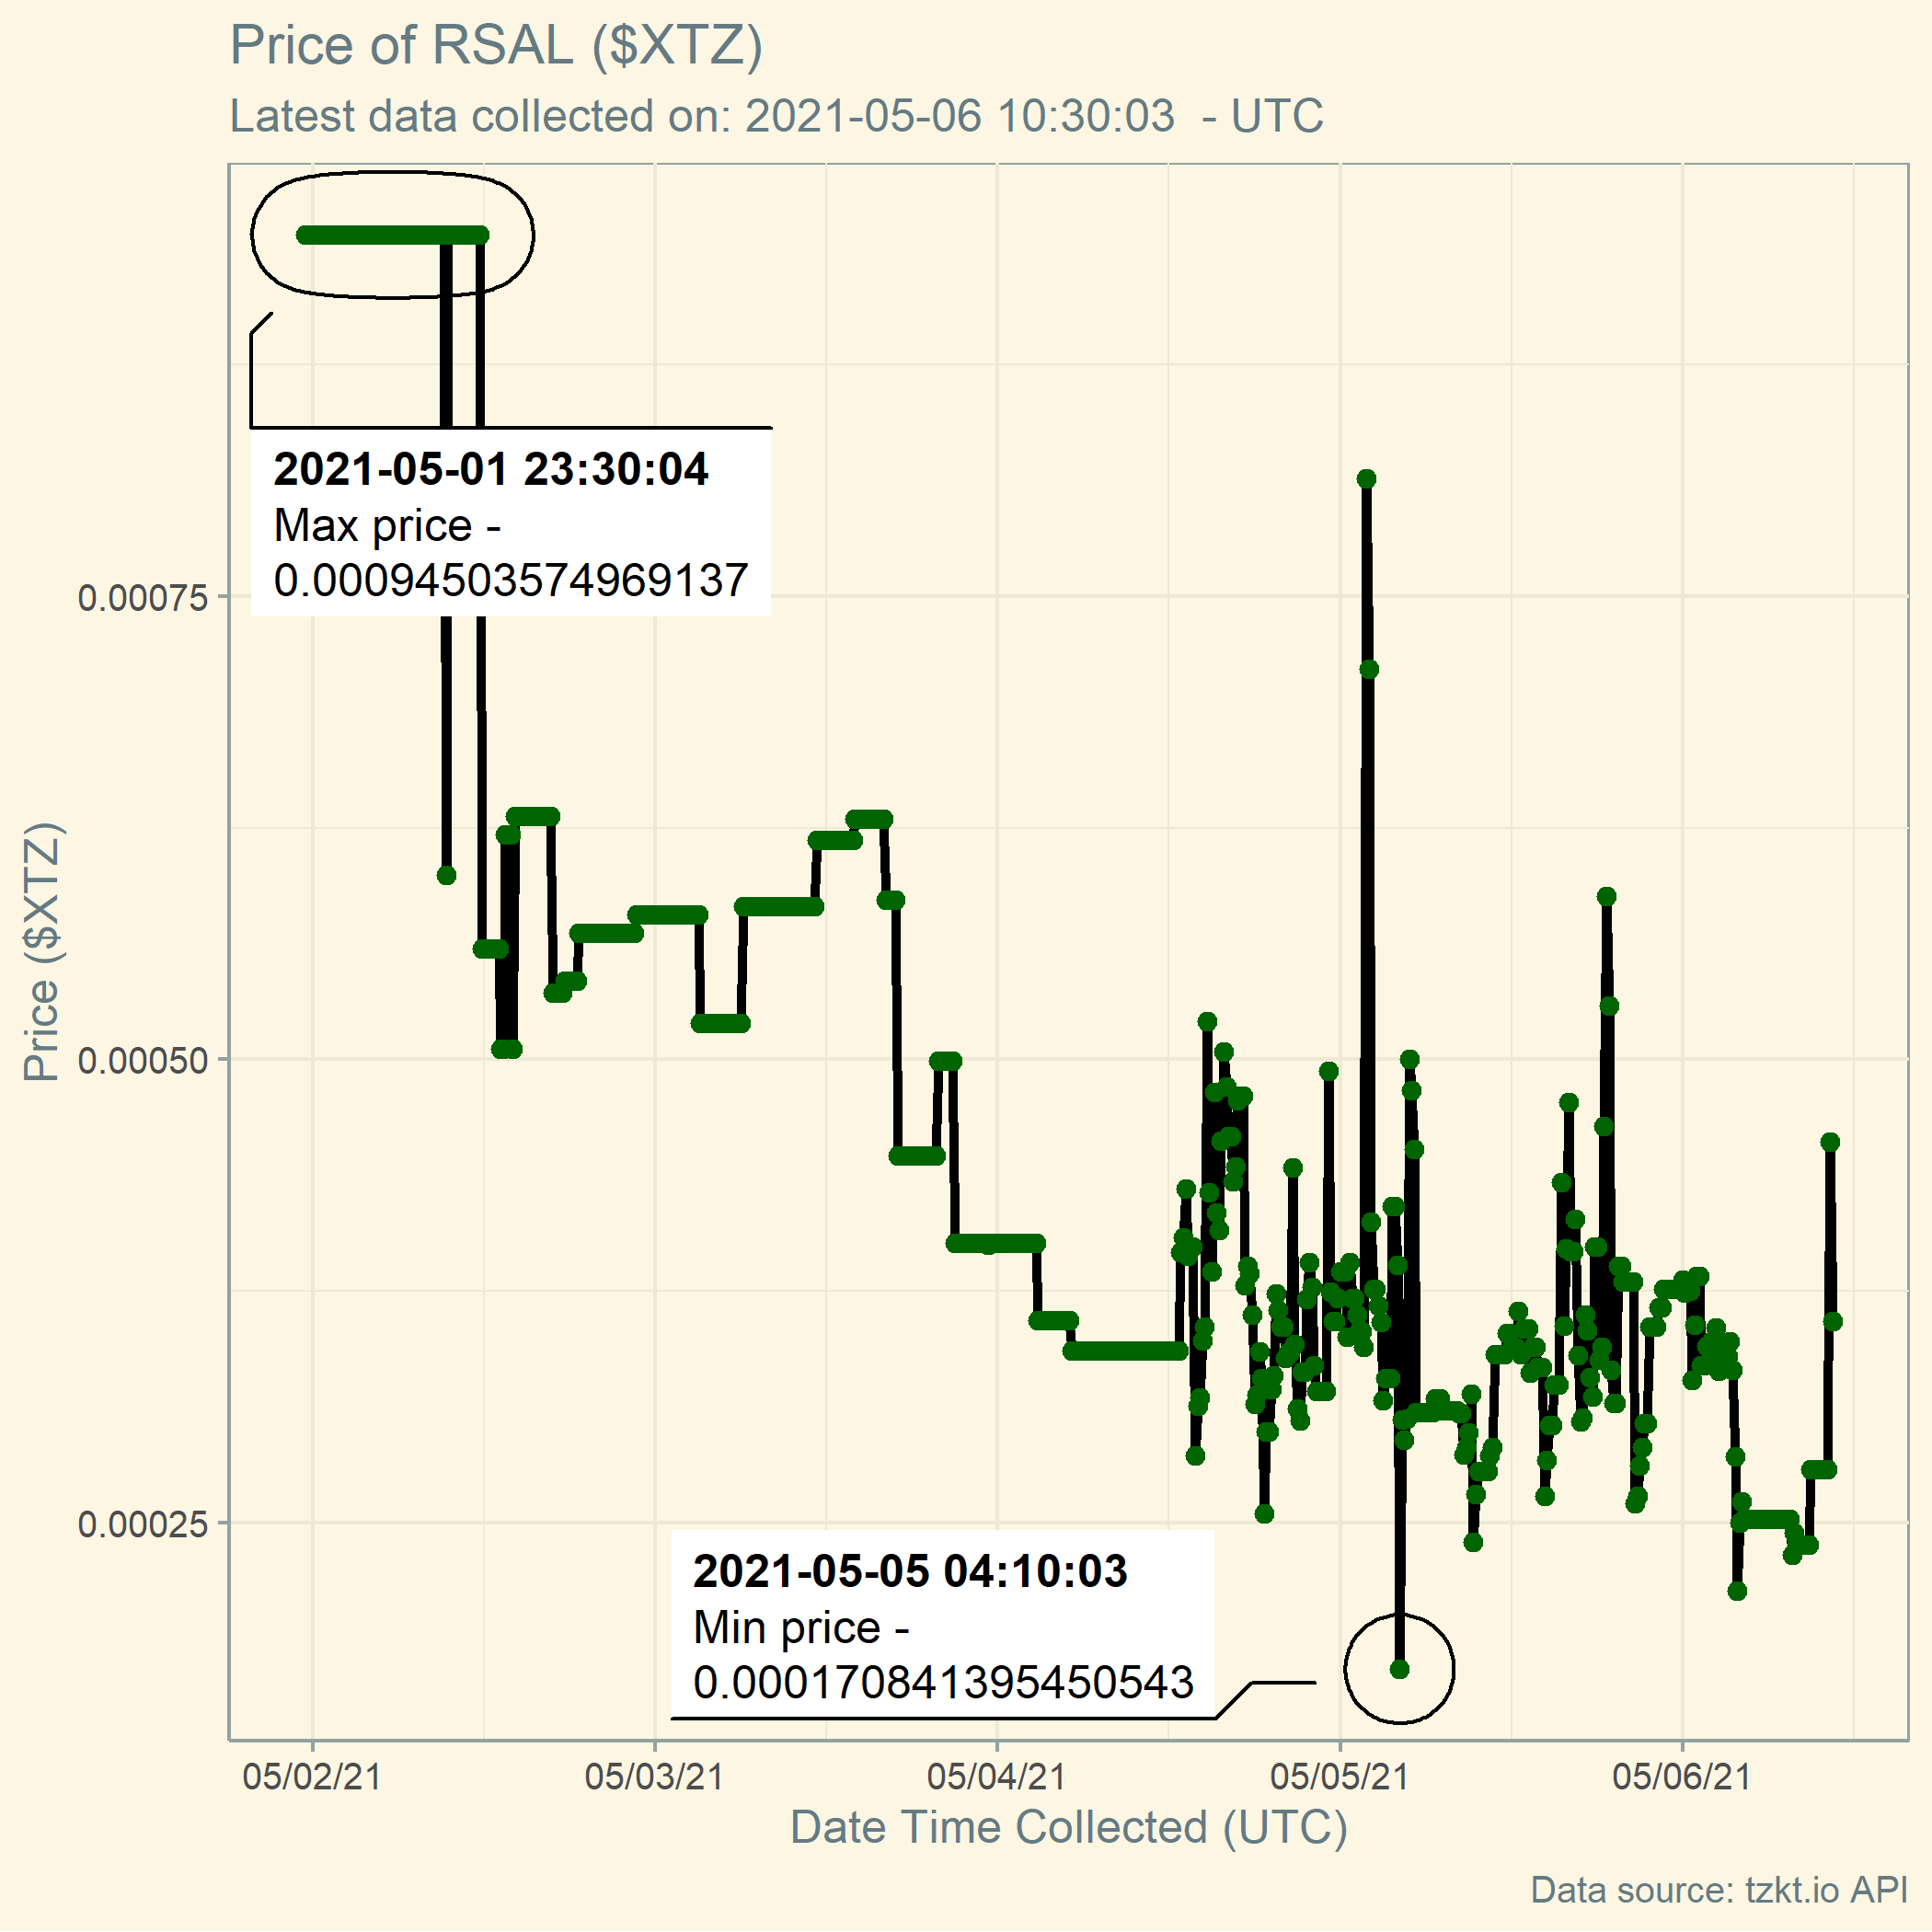 Price of RSAL ($XTZ)
Latest data collected on: 2021-05-06 10:30:03  - UTC
2021-05-01 23:30:04
Max price -
0.00094503574969137
0.00075
Price ($XTZ)
0.00050
0.00025
2021-05-05 04:10:03
Min price -
0.000170841395450543
05/02/21
05/03/21
05/04/21
05/05/21
05/06/21
Date Time Collected (UTC)
Data source: tzkt.io API